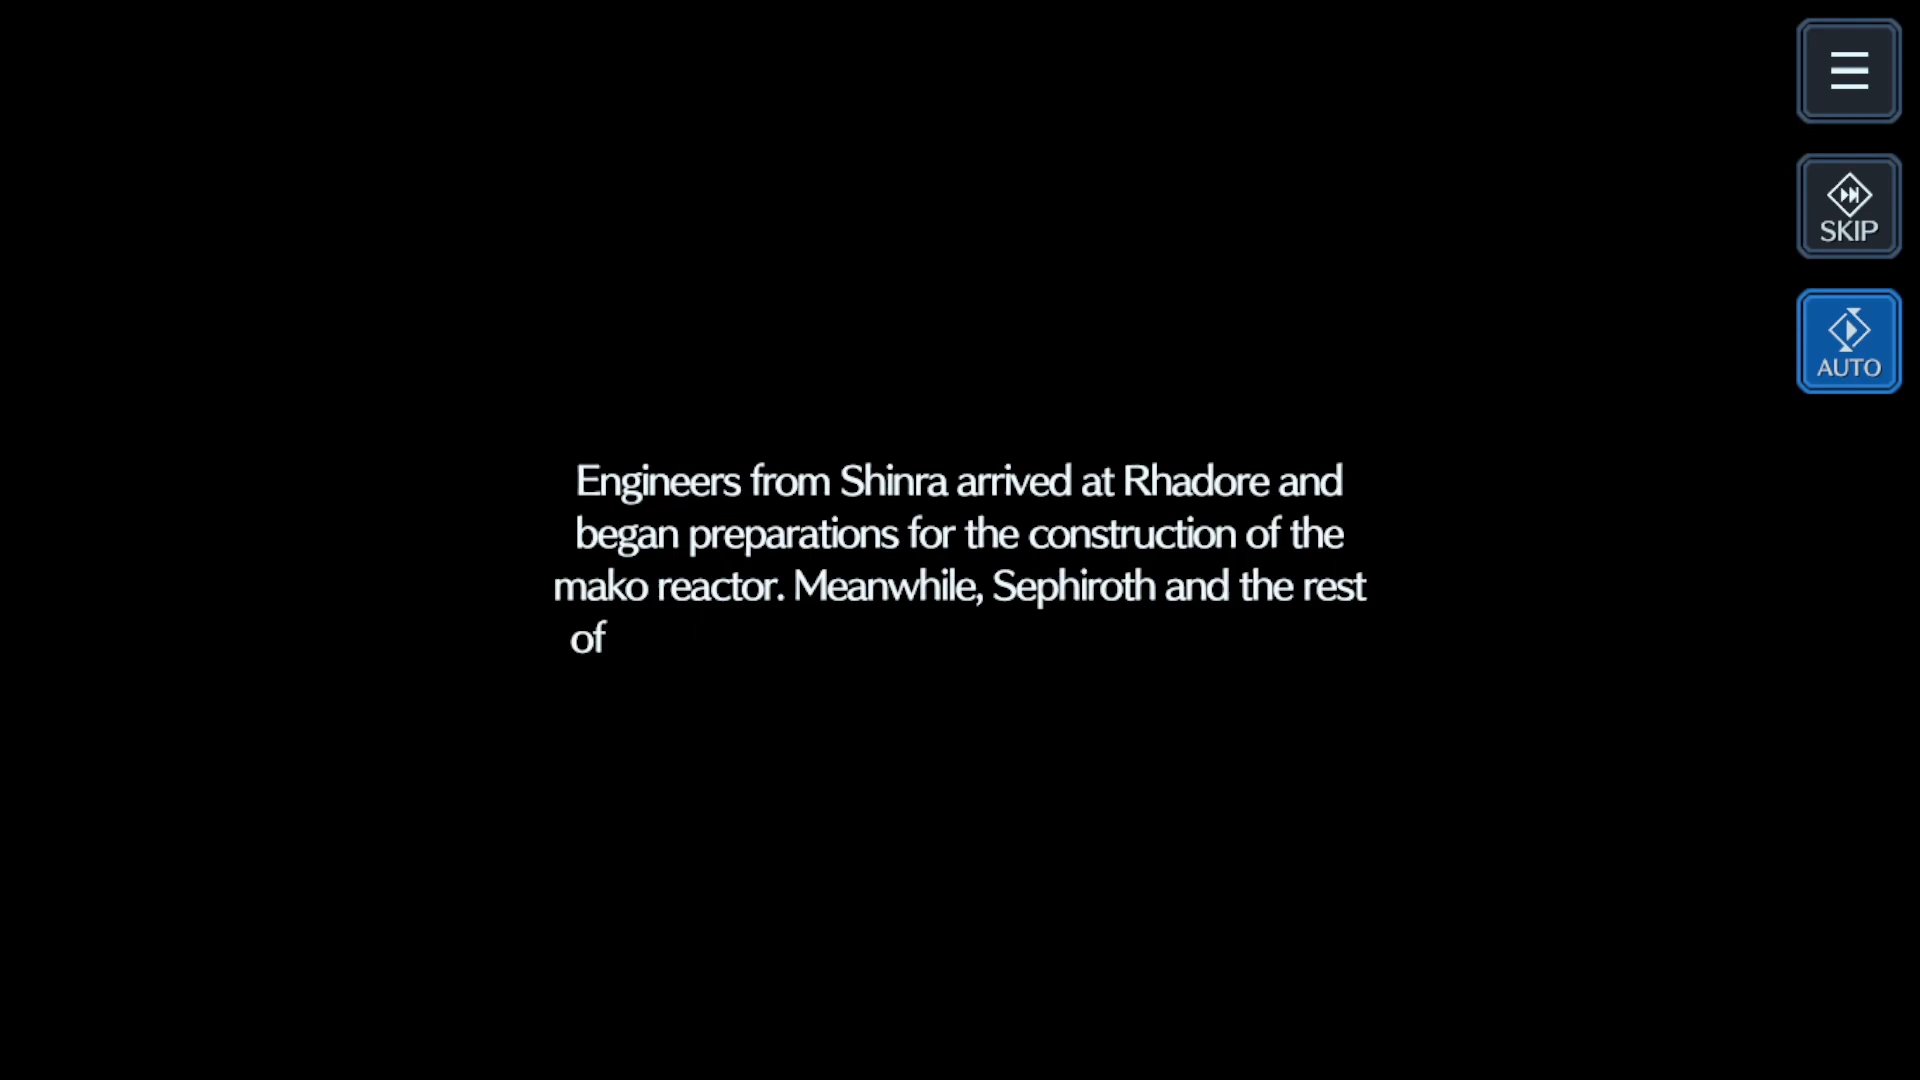 SKIP
AUTO
Engineers from Shinra arrived at Rhadore and
began preparations for the construction of the
mako reactor. Meanwhile, Sephiroth and the rest
of